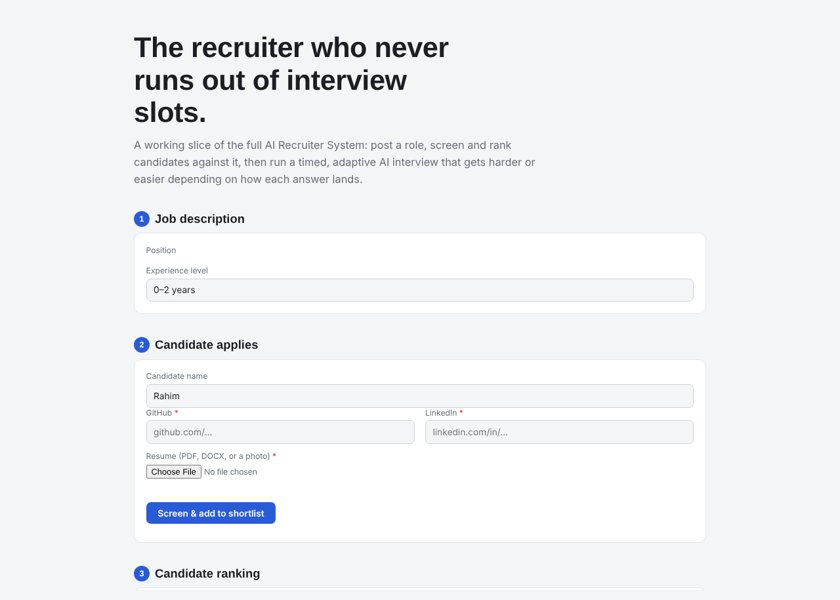 The recruiter who never
runs out of interview
slots.
A working slice of the full AI Recruiter System: post a role, screen and rank
candidates against it, then run a timed, adaptive AI interview that gets harder or
easier depending on how each answer lands.
1 Job description
Position
Experience level
0–2 years
2 Candidate applies
Candidate name
Rahim
GitHub * LinkedIn *
github.com/... linkedin.com/in/...
Resume (PDF, DOCX, or a photo) *
Choose File No file chosen
Screen & add to shortlist
3 Candidate ranking